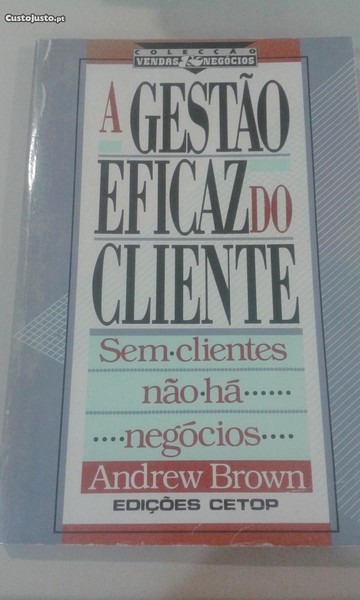 CustoJusto.pt
COLECÇÃO
VENDAS & NEGÓCIOS
A GESTÃO
EFICAZ DO
CLIENTE
Sem·clientes
não·há······
····negócios····
Andrew Brown
EDIÇÕES CETOP